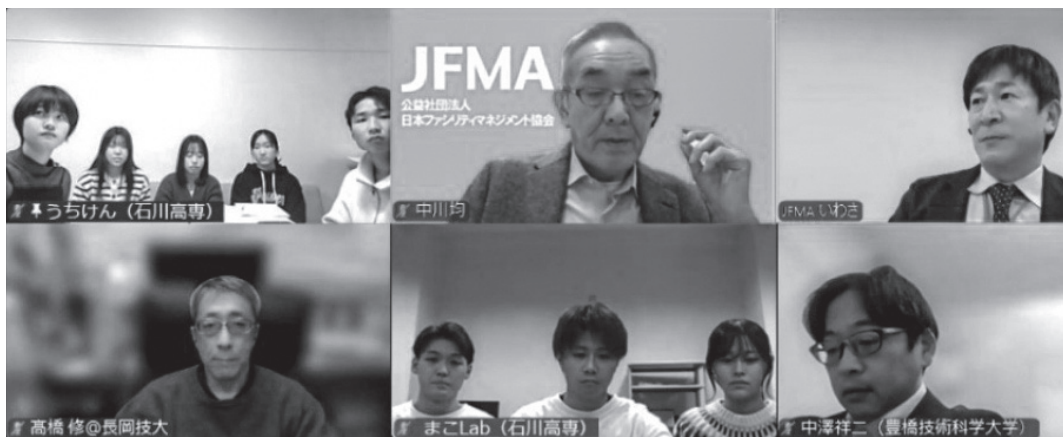 うちけん（石川高専）
JFMA
公益社団法人
日本ファシリティマネジメント協会
中川均
JFMA いわさ
髙橋 修@長岡技大
まこLab（石川高専）
中澤祥二（豊橋技術科学大学）